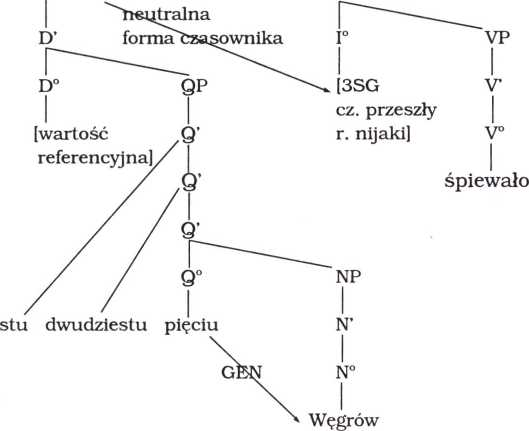 neutralna
D' forma czasownika I° VP
D° QP [3SG V'
cz. przeszły
[wartość Q' r. nijaki] V°
referencyjna]
Q' śpiewało
Q'
Q° NP
stu dwudziestu pięciu N'
GEN N°
Węgrów